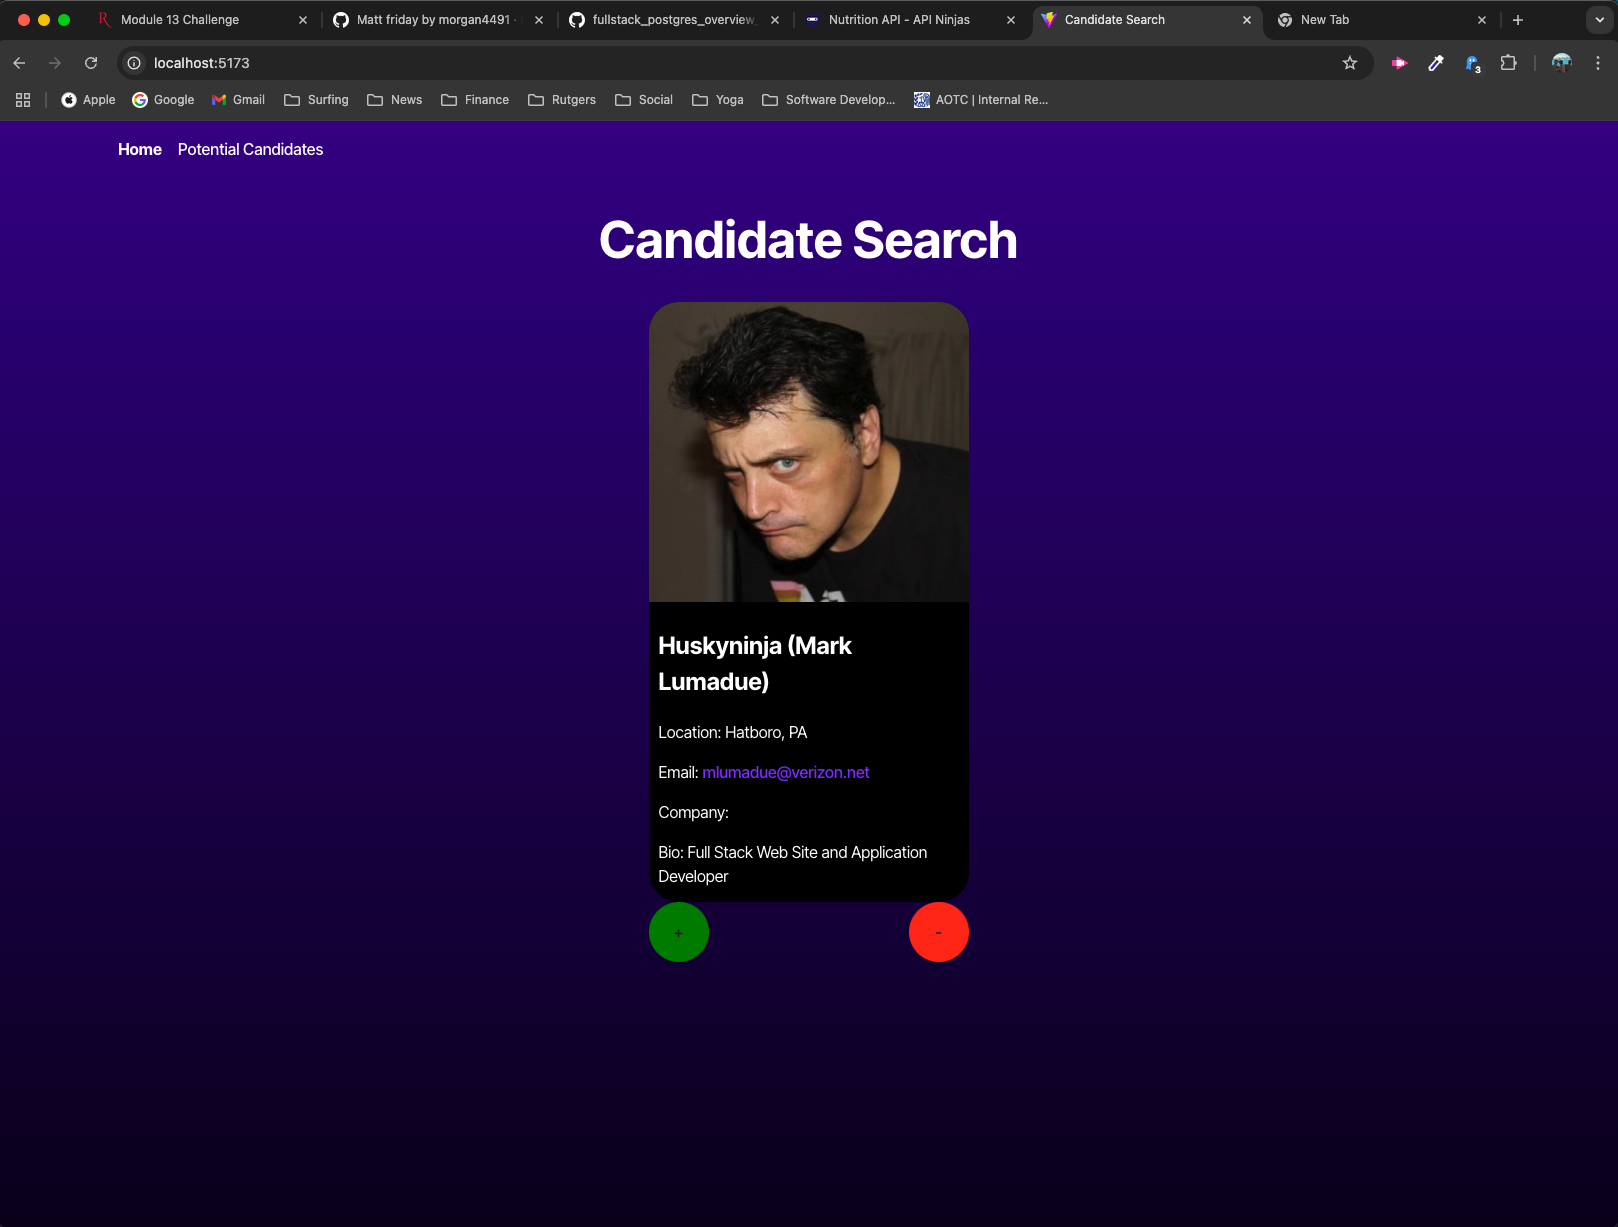 Module 13 Challenge
Matt friday by morgan4491 ·
fullstack_postgres_overview_
Nutrition API - API Ninjas
Candidate Search
New Tab
localhost:5173
3
Apple
Google
Gmail
Surfing
News
Finance
Rutgers
Social
Yoga
Software Develop...
AOTC | Internal Re...
Home
Potential Candidates
Candidate Search
Huskyninja (Mark
Lumadue)
Location: Hatboro, PA
Email: mlumadue@verizon.net
Company:
Bio: Full Stack Web Site and Application
Developer
+
-